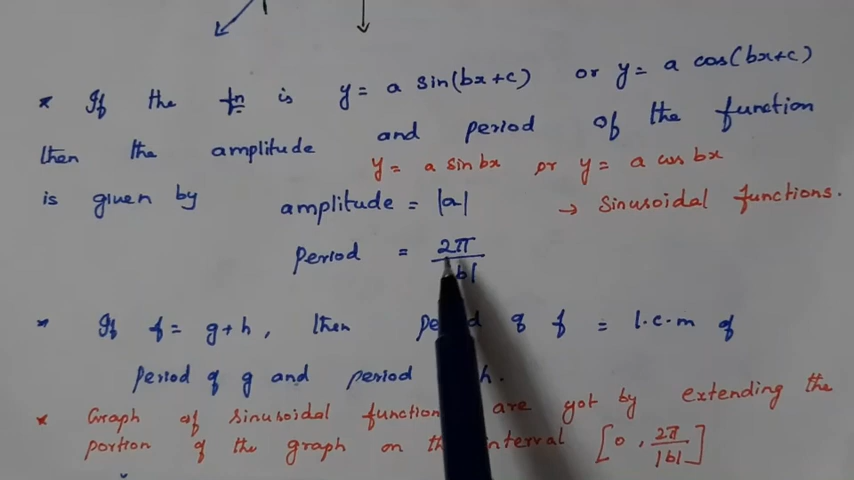 * If the fn is y = a sin(bx+c) or y = a cos(bx+c)
then the amplitude and period of the function
y = a sin bx or y = a cos bx
is given by amplitude = |a| → Sinusoidal functions.
Period = 2π/|b|
* If f = g+h, then period of f = l.c.m of
period of g and period h.
* Graph of sinusoidal function are got by extending the
portion of the graph on the interval [0, 2π/|b|]